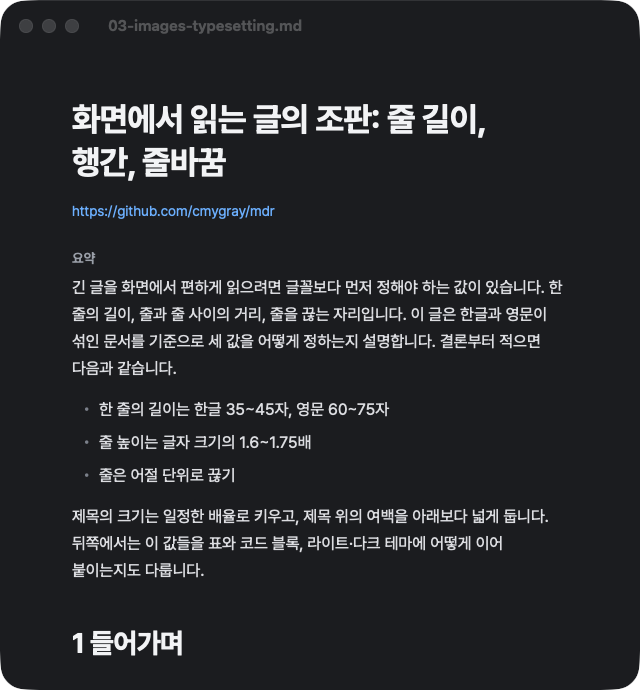 03-images-typesetting.md
화면에서 읽는 글의 조판: 줄 길이,
행간, 줄바꿈
https://github.com/cmygray/mdr
요약
긴 글을 화면에서 편하게 읽으려면 글꼴보다 먼저 정해야 하는 값이 있습니다. 한
줄의 길이, 줄과 줄 사이의 거리, 줄을 끊는 자리입니다. 이 글은 한글과 영문이
섞인 문서를 기준으로 세 값을 어떻게 정하는지 설명합니다. 결론부터 적으면
다음과 같습니다.
• 한 줄의 길이는 한글 35~45자, 영문 60~75자
• 줄 높이는 글자 크기의 1.6~1.75배
• 줄은 어절 단위로 끊기
제목의 크기는 일정한 배율로 키우고, 제목 위의 여백을 아래보다 넓게 둡니다.
뒤쪽에서는 이 값들을 표와 코드 블록, 라이트·다크 테마에 어떻게 이어
붙이는지도 다룹니다.
1 들어가며